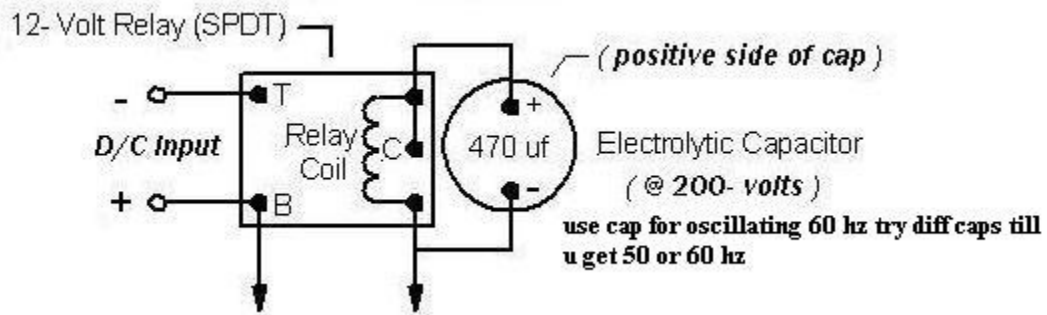 12- Volt Relay (SPDT)
( positive side of cap )
- T
+
D/C Input
Relay
Coil
C
470 uf
Electrolytic Capacitor
+ B
-
( @ 200- volts )
use cap for oscillating 60 hz try diff caps till
u get 50 or 60 hz